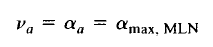 ν_a = α_a = α_max, MLN